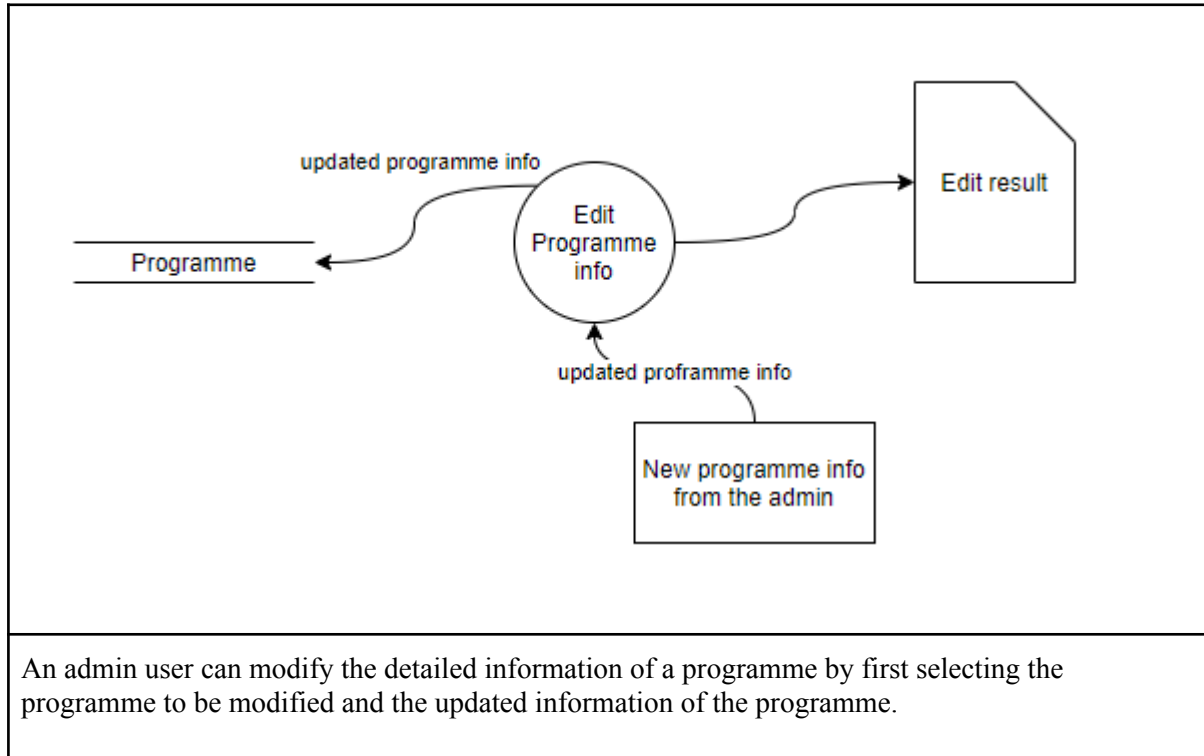 updated programme info
Edit
Programme
info
Edit result
Programme
updated proframme info
New programme info
from the admin
An admin user can modify the detailed information of a programme by first selecting the
programme to be modified and the updated information of the programme.